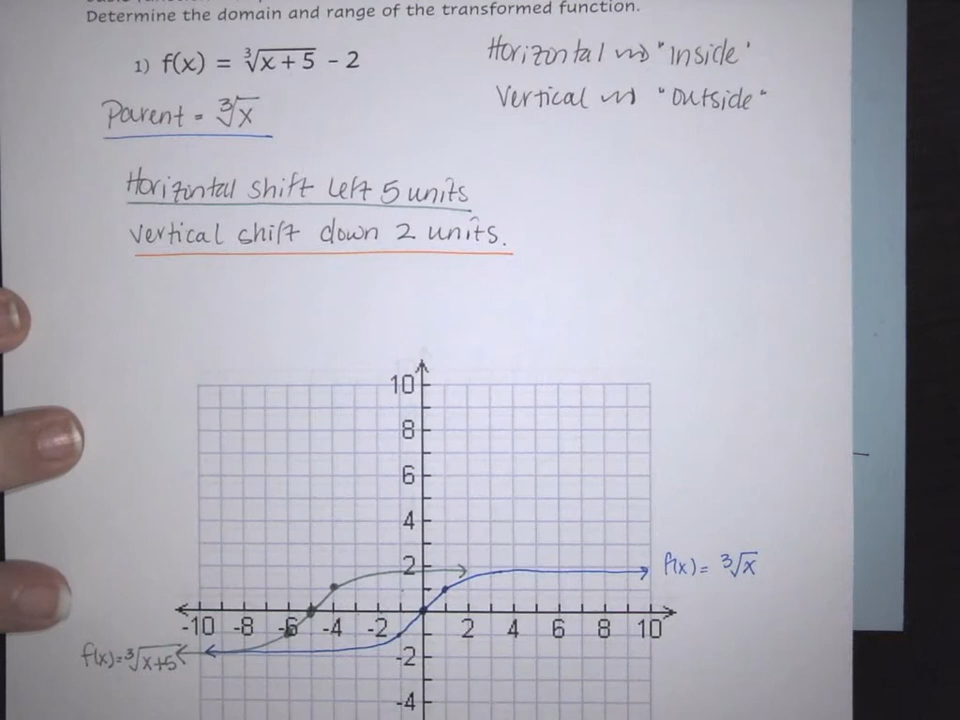 Determine the domain and range of the transformed function.
1) f(x) = ∛x + 5 - 2
Horizontal ⇝ "Inside"
Vertical ⇝ "Outside"
Parent = ∛x
Horizontal shift left 5 units
vertical shift down 2 units.
10
8
6
4
2
f(x) = ∛x
-10 -8 -6 -4 -2 2 4 6 8 10
f(x)=∛x+5
-2
-4